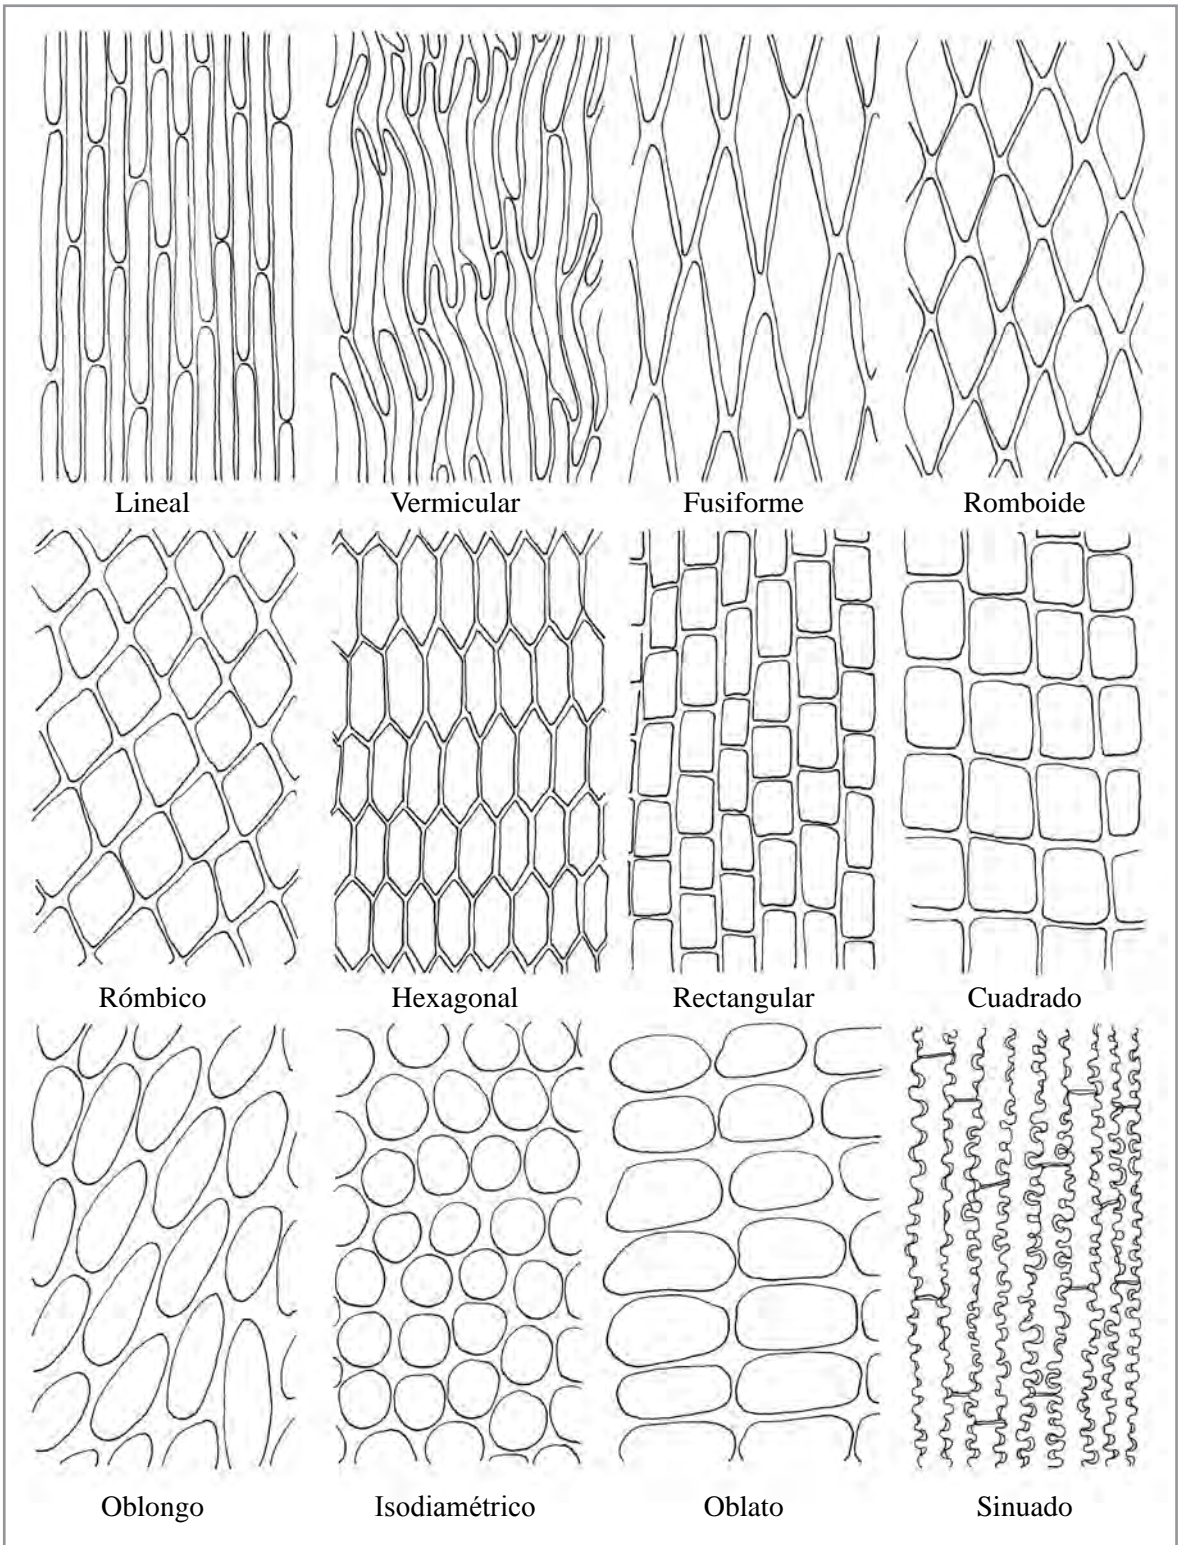 Lineal Vermicular Fusiforme Romboide
Rómbico Hexagonal Rectangular Cuadrado
Oblongo Isodiamétrico Oblato Sinuado